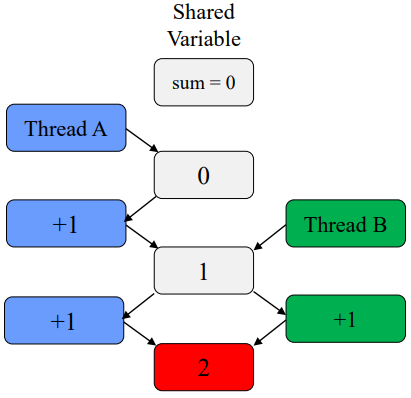 Shared
Variable
sum = 0
Thread A
0
+1
Thread B
1
+1
+1
2